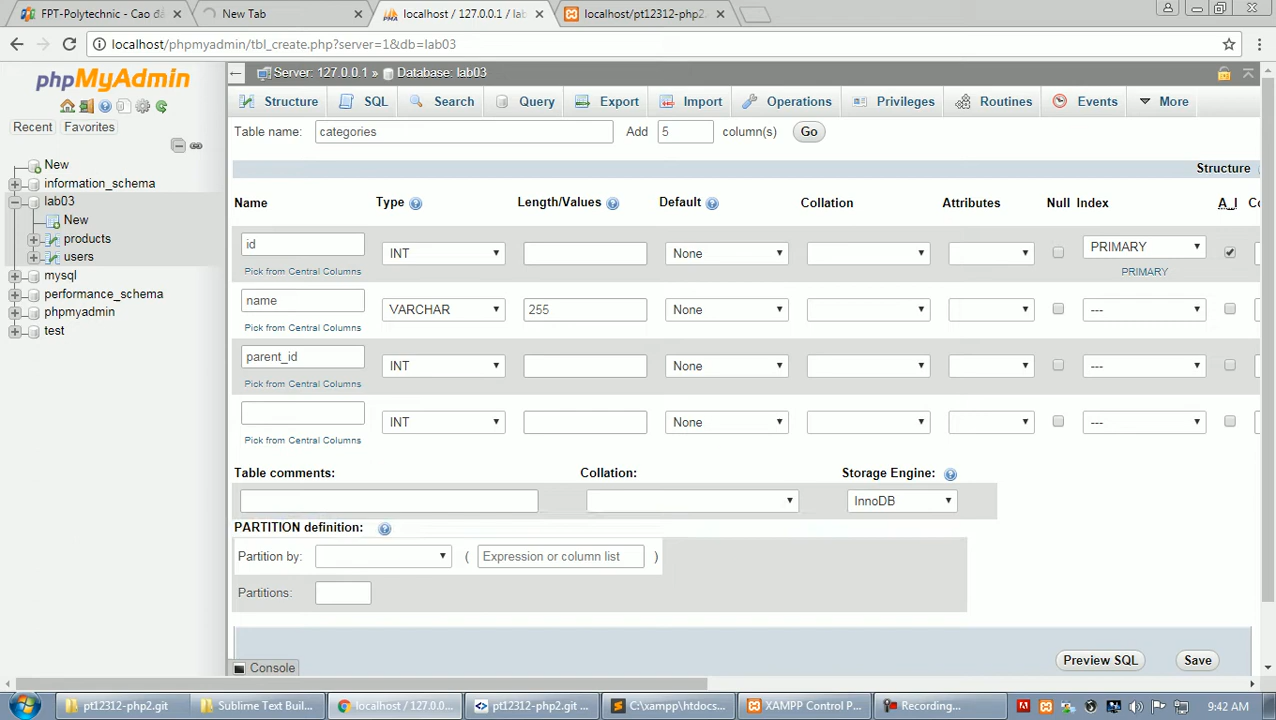 FPT-Polytechnic - Cao đ
New Tab
localhost / 127.0.0.1 / lab
localhost/pt12312-php2.
localhost/phpmyadmin/tbl_create.php?server=1&db=lab03
phpMyAdmin
Recent
Favorites
New
information_schema
lab03
New
products
users
mysql
performance_schema
phpmyadmin
test
Server: 127.0.0.1 » Database: lab03
Structure
SQL
Search
Query
Export
Import
Operations
Privileges
Routines
Events
More
Table name: categories Add 5 column(s) Go
Structure
Name Type Length/Values Default Collation Attributes Null Index A_I Co
id INT None PRIMARY
Pick from Central Columns PRIMARY
name VARCHAR 255 None ---
Pick from Central Columns
parent_id INT None ---
Pick from Central Columns
INT None ---
Pick from Central Columns
Table comments: Collation: Storage Engine:
InnoDB
PARTITION definition:
Partition by: ( Expression or column list )
Partitions:
Preview SQL Save
Console
pt12312-php2.git
Sublime Text Buil...
localhost / 127.0.0...
pt12312-php2.git ...
C:\xampp\htdocs...
XAMPP Control P...
Recording...
9:42 AM